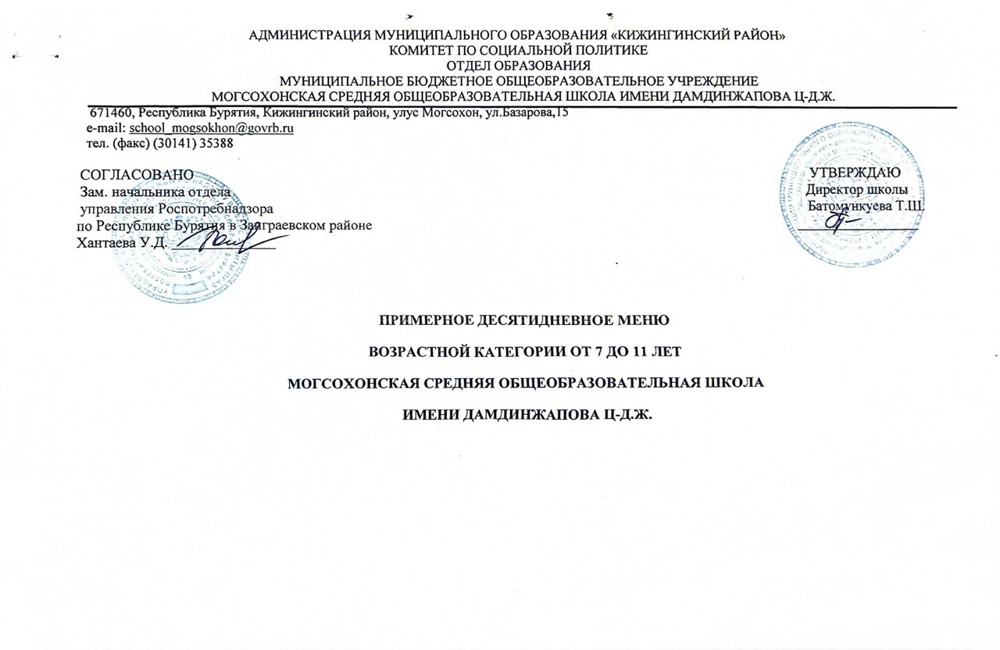 АДМИНИСТРАЦИЯ МУНИЦИПАЛЬНОГО ОБРАЗОВАНИЯ «КИЖИНГИНСКИЙ РАЙОН»
КОМИТЕТ ПО СОЦИАЛЬНОЙ ПОЛИТИКЕ
ОТДЕЛ ОБРАЗОВАНИЯ
МУНИЦИПАЛЬНОЕ БЮДЖЕТНОЕ ОБЩЕОБРАЗОВАТЕЛЬНОЕ УЧРЕЖДЕНИЕ
МОГСОХОНСКАЯ СРЕДНЯЯ ОБЩЕОБРАЗОВАТЕЛЬНАЯ ШКОЛА ИМЕНИ ДАМДИНЖАПОВА Ц-Д.Ж.
671460, Республика Бурятия, Кижингинский район, улус Могсохон, ул.Базарова,15
e-mail: school_mogsokhon@govrb.ru
тел. (факс) (30141) 35388
СОГЛАСОВАНО
Зам. начальника отдела
управления Роспотребнадзора
по Республике Бурятия в Заиграевском районе
Хантаева У.Д.
УТВЕРЖДАЮ
Директор школы
Батомункуева Т.Ш.
ПРИМЕРНОЕ ДЕСЯТИДНЕВНОЕ МЕНЮ
ВОЗРАСТНОЙ КАТЕГОРИИ ОТ 7 ДО 11 ЛЕТ
МОГСОХОНСКАЯ СРЕДНЯЯ ОБЩЕОБРАЗОВАТЕЛЬНАЯ ШКОЛА
ИМЕНИ ДАМДИНЖАПОВА Ц-Д.Ж.